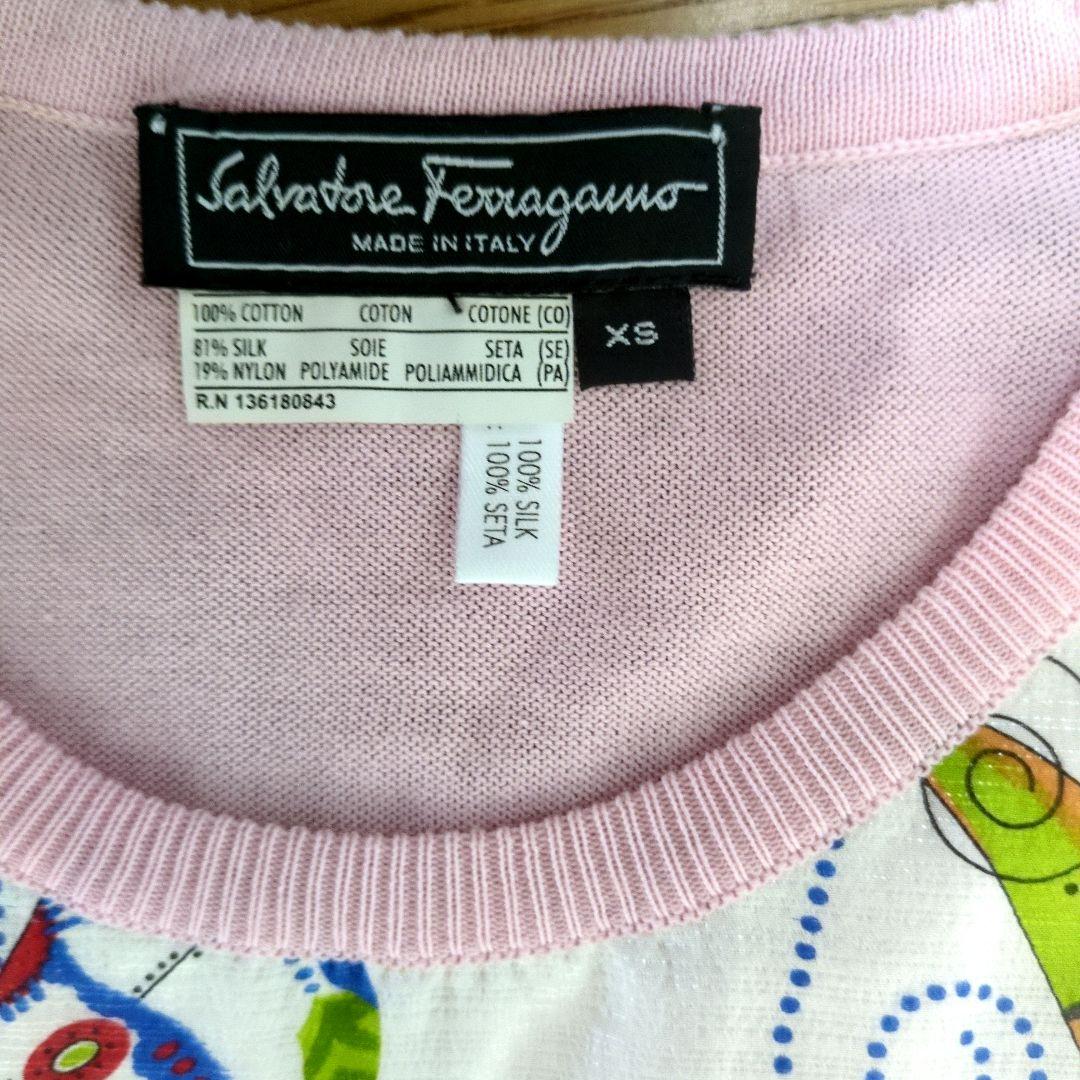 Salvatore Ferragamo
MADE IN ITALY
100% COTTON COTON COTONE (CO)
81% SILK SOIE SETA (SE)
19% NYLON POLYAMIDE POLIAMMIDICA (PA)
R.N 136180843
XS
100% SILK
: 100% SETA